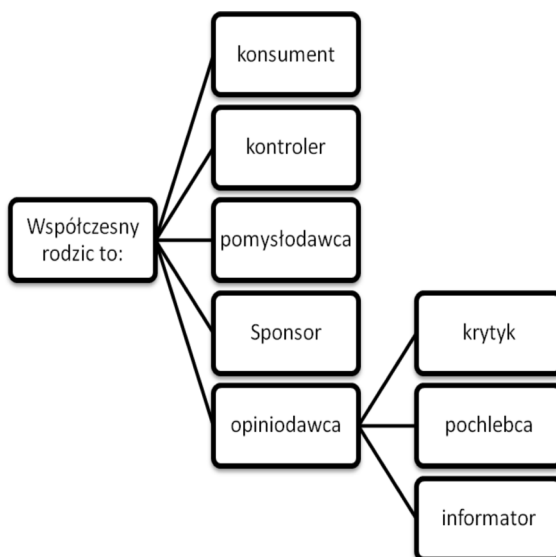 Współczesny
rodzic to:
konsument
kontroler
pomysłodawca
Sponsor
opiniodawca
krytyk
pochlebca
informator